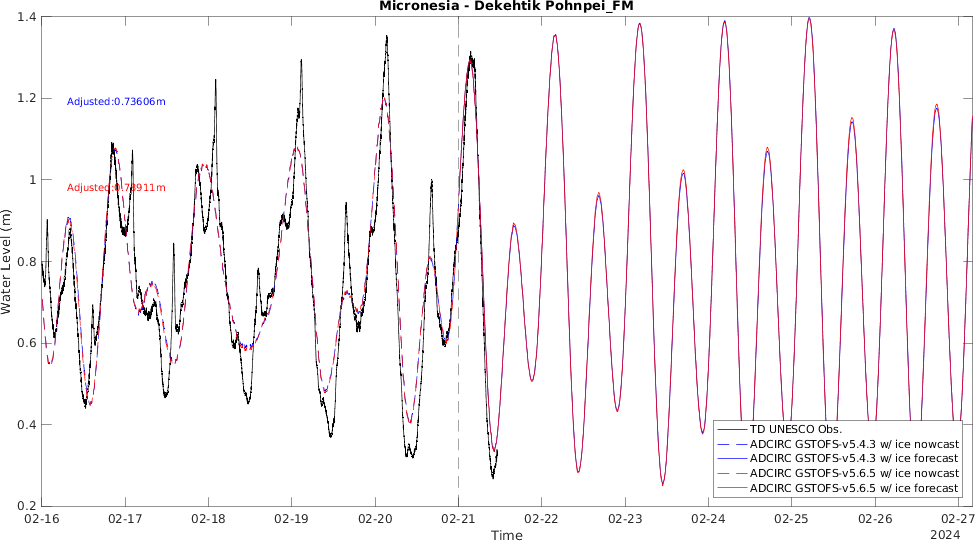 Micronesia - Dekehtik Pohnpei_FM
Water Level (m)
1.4
1.2
1
0.8
0.6
0.4
0.2
Adjusted:0.73606m
Adjusted:0.73911m
TD UNESCO Obs.
ADCIRC GSTOFS-v5.4.3 w/ ice nowcast
ADCIRC GSTOFS-v5.4.3 w/ ice forecast
ADCIRC GSTOFS-v5.6.5 w/ ice nowcast
ADCIRC GSTOFS-v5.6.5 w/ ice forecast
02-16 02-17 02-18 02-19 02-20 02-21 02-22 02-23 02-24 02-25 02-26 02-27
Time
2024